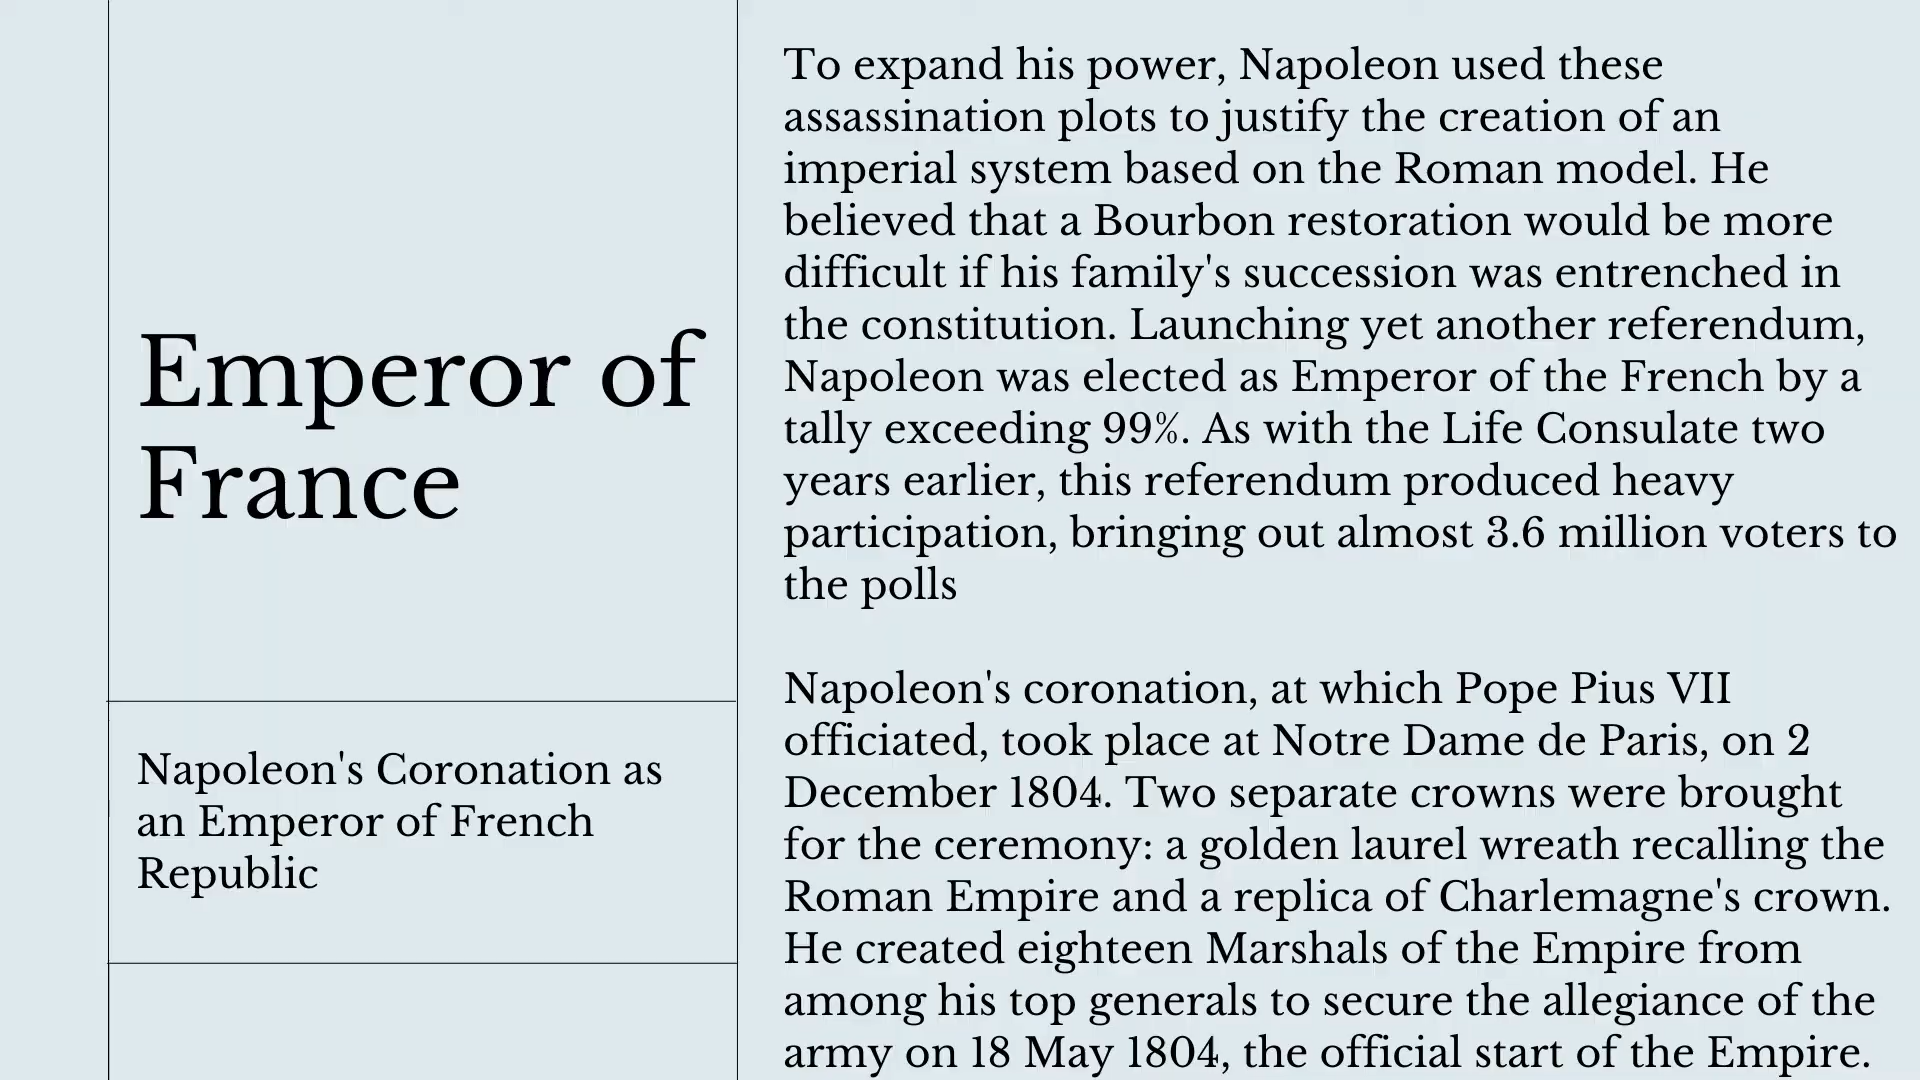 Emperor of
France
Napoleon's Coronation as
an Emperor of French
Republic
To expand his power, Napoleon used these
assassination plots to justify the creation of an
imperial system based on the Roman model. He
believed that a Bourbon restoration would be more
difficult if his family's succession was entrenched in
the constitution. Launching yet another referendum,
Napoleon was elected as Emperor of the French by a
tally exceeding 99%. As with the Life Consulate two
years earlier, this referendum produced heavy
participation, bringing out almost 3.6 million voters to
the polls
Napoleon's coronation, at which Pope Pius VII
officiated, took place at Notre Dame de Paris, on 2
December 1804. Two separate crowns were brought
for the ceremony: a golden laurel wreath recalling the
Roman Empire and a replica of Charlemagne's crown.
He created eighteen Marshals of the Empire from
among his top generals to secure the allegiance of the
army on 18 May 1804, the official start of the Empire.